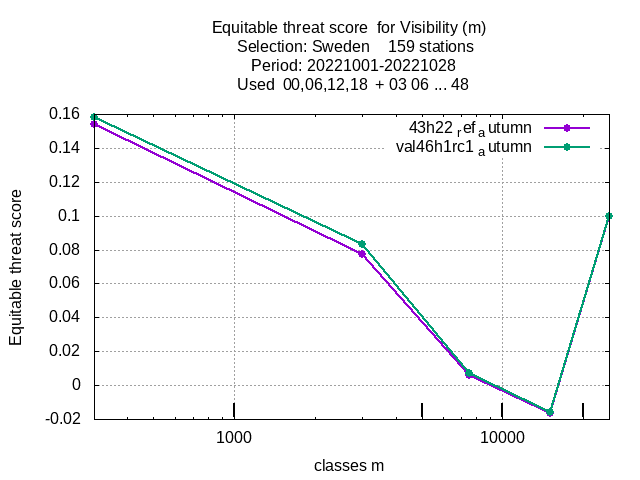 Equitable threat score for Visibility (m)
Selection: Sweden 159 stations
Period: 20221001-20221028
Used 00,06,12,18 + 03 06 ... 48
43h22 ref autumn
val46h1rc1 autumn
0.16
0.14
0.12
0.1
0.08
0.06
0.04
0.02
0
-0.02
Equitable threat score
1000
10000
classes m